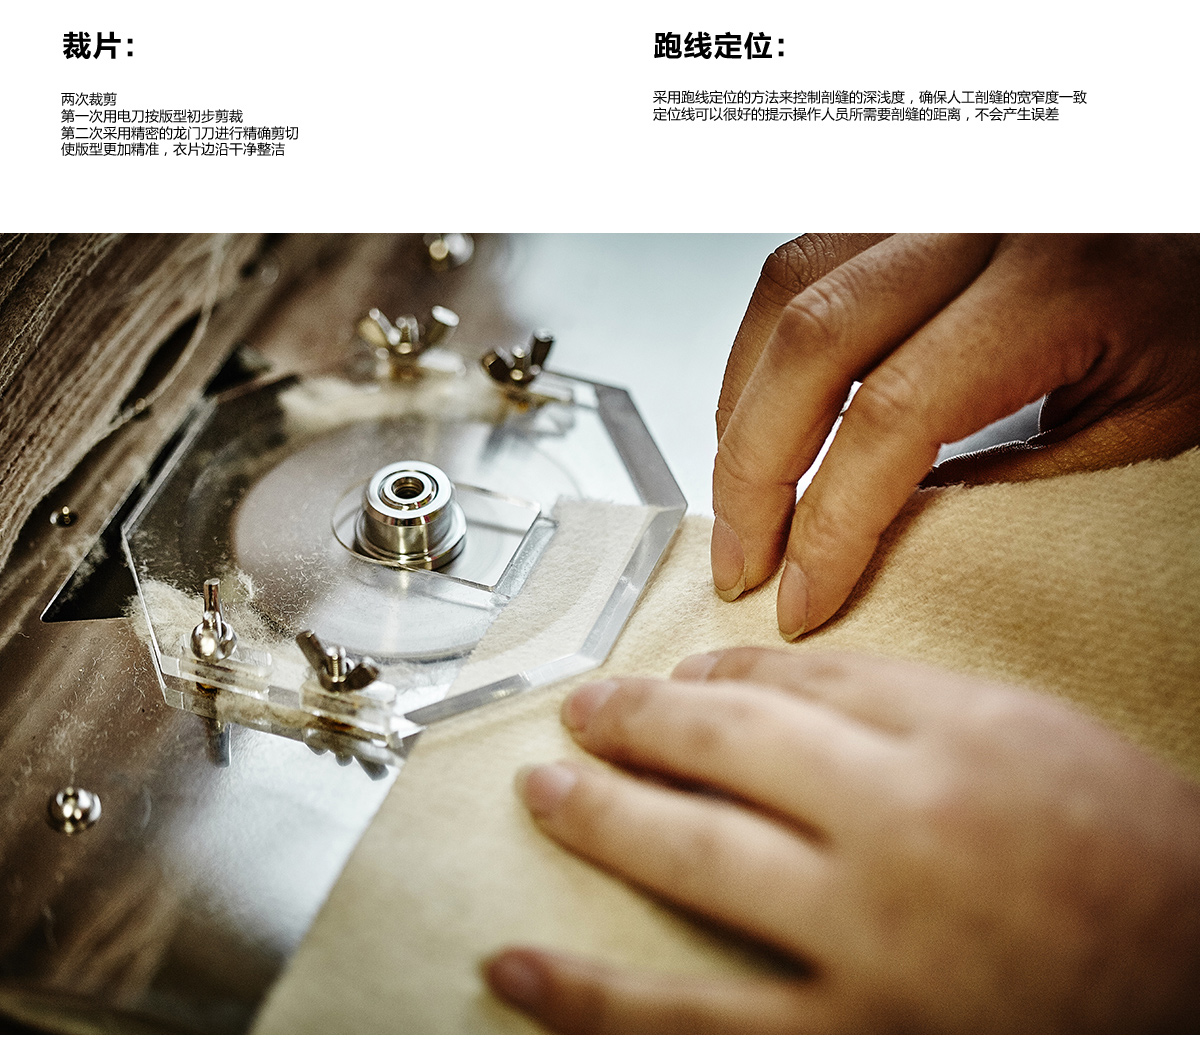 裁片：
两次裁剪
第一次用电刀按版型初步剪裁
第二次采用精密的龙门刀进行精确剪切
使版型更加精准，衣片边沿干净整洁
跑线定位：
采用跑线定位的方法来控制剖缝的深浅度，确保人工剖缝的宽窄度一致
定位线可以很好的提示操作人员所需要剖缝的距离，不会产生误差